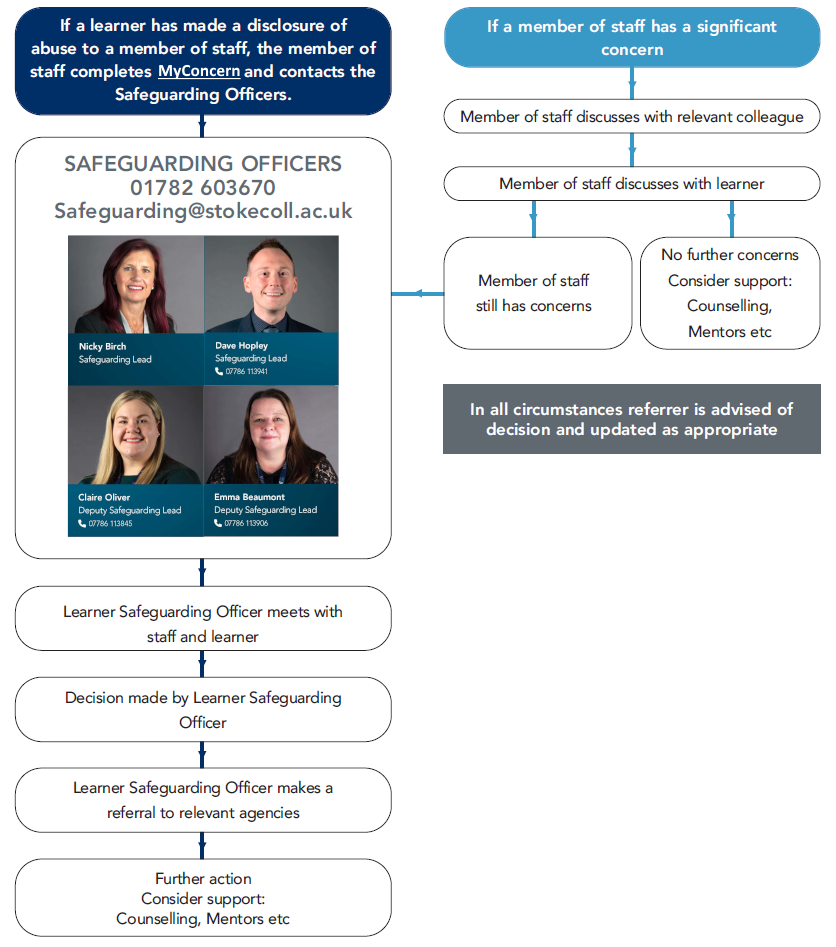 If a learner has made a disclosure of
abuse to a member of staff, the member of
staff completes MyConcern and contacts the
Safeguarding Officers.
SAFEGUARDING OFFICERS
01782 603670
Safeguarding@stokecoll.ac.uk
Nicky Birch
Safeguarding Lead
Dave Hopley
Safeguarding Lead
07786 113941
Claire Oliver
Deputy Safeguarding Lead
07786 113845
Emma Beaumont
Deputy Safeguarding Lead
07786 113906
Learner Safeguarding Officer meets with
staff and learner
Decision made by Learner Safeguarding
Officer
Learner Safeguarding Officer makes a
referral to relevant agencies
Further action
Consider support:
Counselling, Mentors etc
If a member of staff has a significant
concern
Member of staff discusses with relevant colleague
Member of staff discusses with learner
Member of staff
still has concerns
No further concerns
Consider support:
Counselling,
Mentors etc
In all circumstances referrer is advised of
decision and updated as appropriate